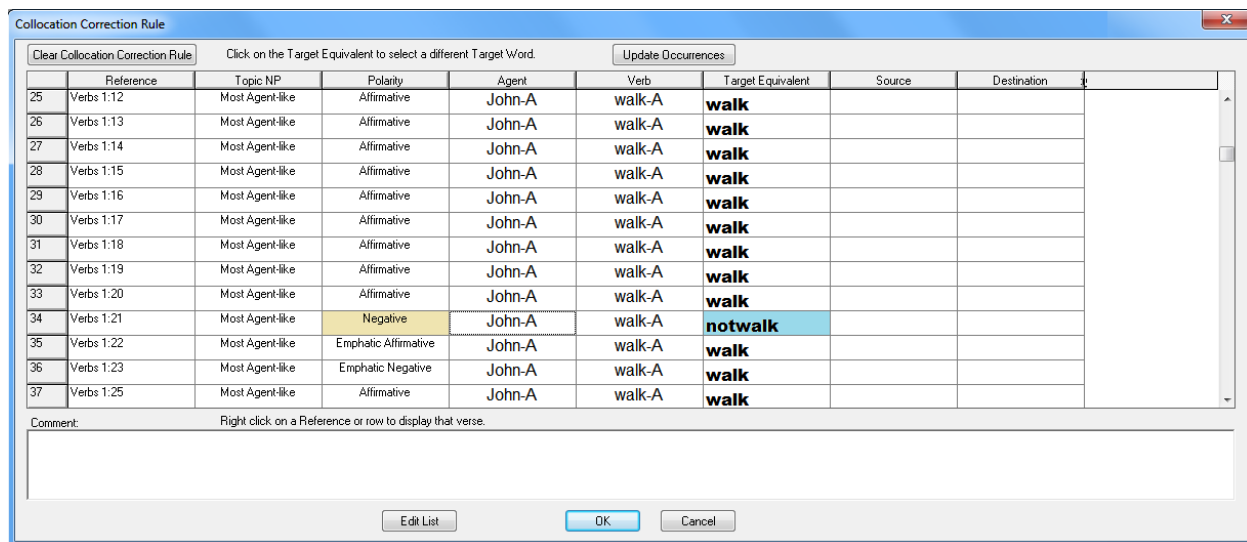 Collocation Correction Rule
Clear Collocation Correction Rule Click on the Target Equivalent to select a different Target Word. Update Occurrences
Reference Topic NP Polarity Agent Verb Target Equivalent Source Destination
25 Verbs 1:12 Most Agent-like Affirmative John-A walk-A walk
26 Verbs 1:13 Most Agent-like Affirmative John-A walk-A walk
27 Verbs 1:14 Most Agent-like Affirmative John-A walk-A walk
28 Verbs 1:15 Most Agent-like Affirmative John-A walk-A walk
29 Verbs 1:16 Most Agent-like Affirmative John-A walk-A walk
30 Verbs 1:17 Most Agent-like Affirmative John-A walk-A walk
31 Verbs 1:18 Most Agent-like Affirmative John-A walk-A walk
32 Verbs 1:19 Most Agent-like Affirmative John-A walk-A walk
33 Verbs 1:20 Most Agent-like Affirmative John-A walk-A walk
34 Verbs 1:21 Most Agent-like Negative John-A walk-A notwalk
35 Verbs 1:22 Most Agent-like Emphatic Affirmative John-A walk-A walk
36 Verbs 1:23 Most Agent-like Emphatic Negative John-A walk-A walk
37 Verbs 1:25 Most Agent-like Affirmative John-A walk-A walk
Comment: Right click on a Reference or row to display that verse.
Edit List OK Cancel